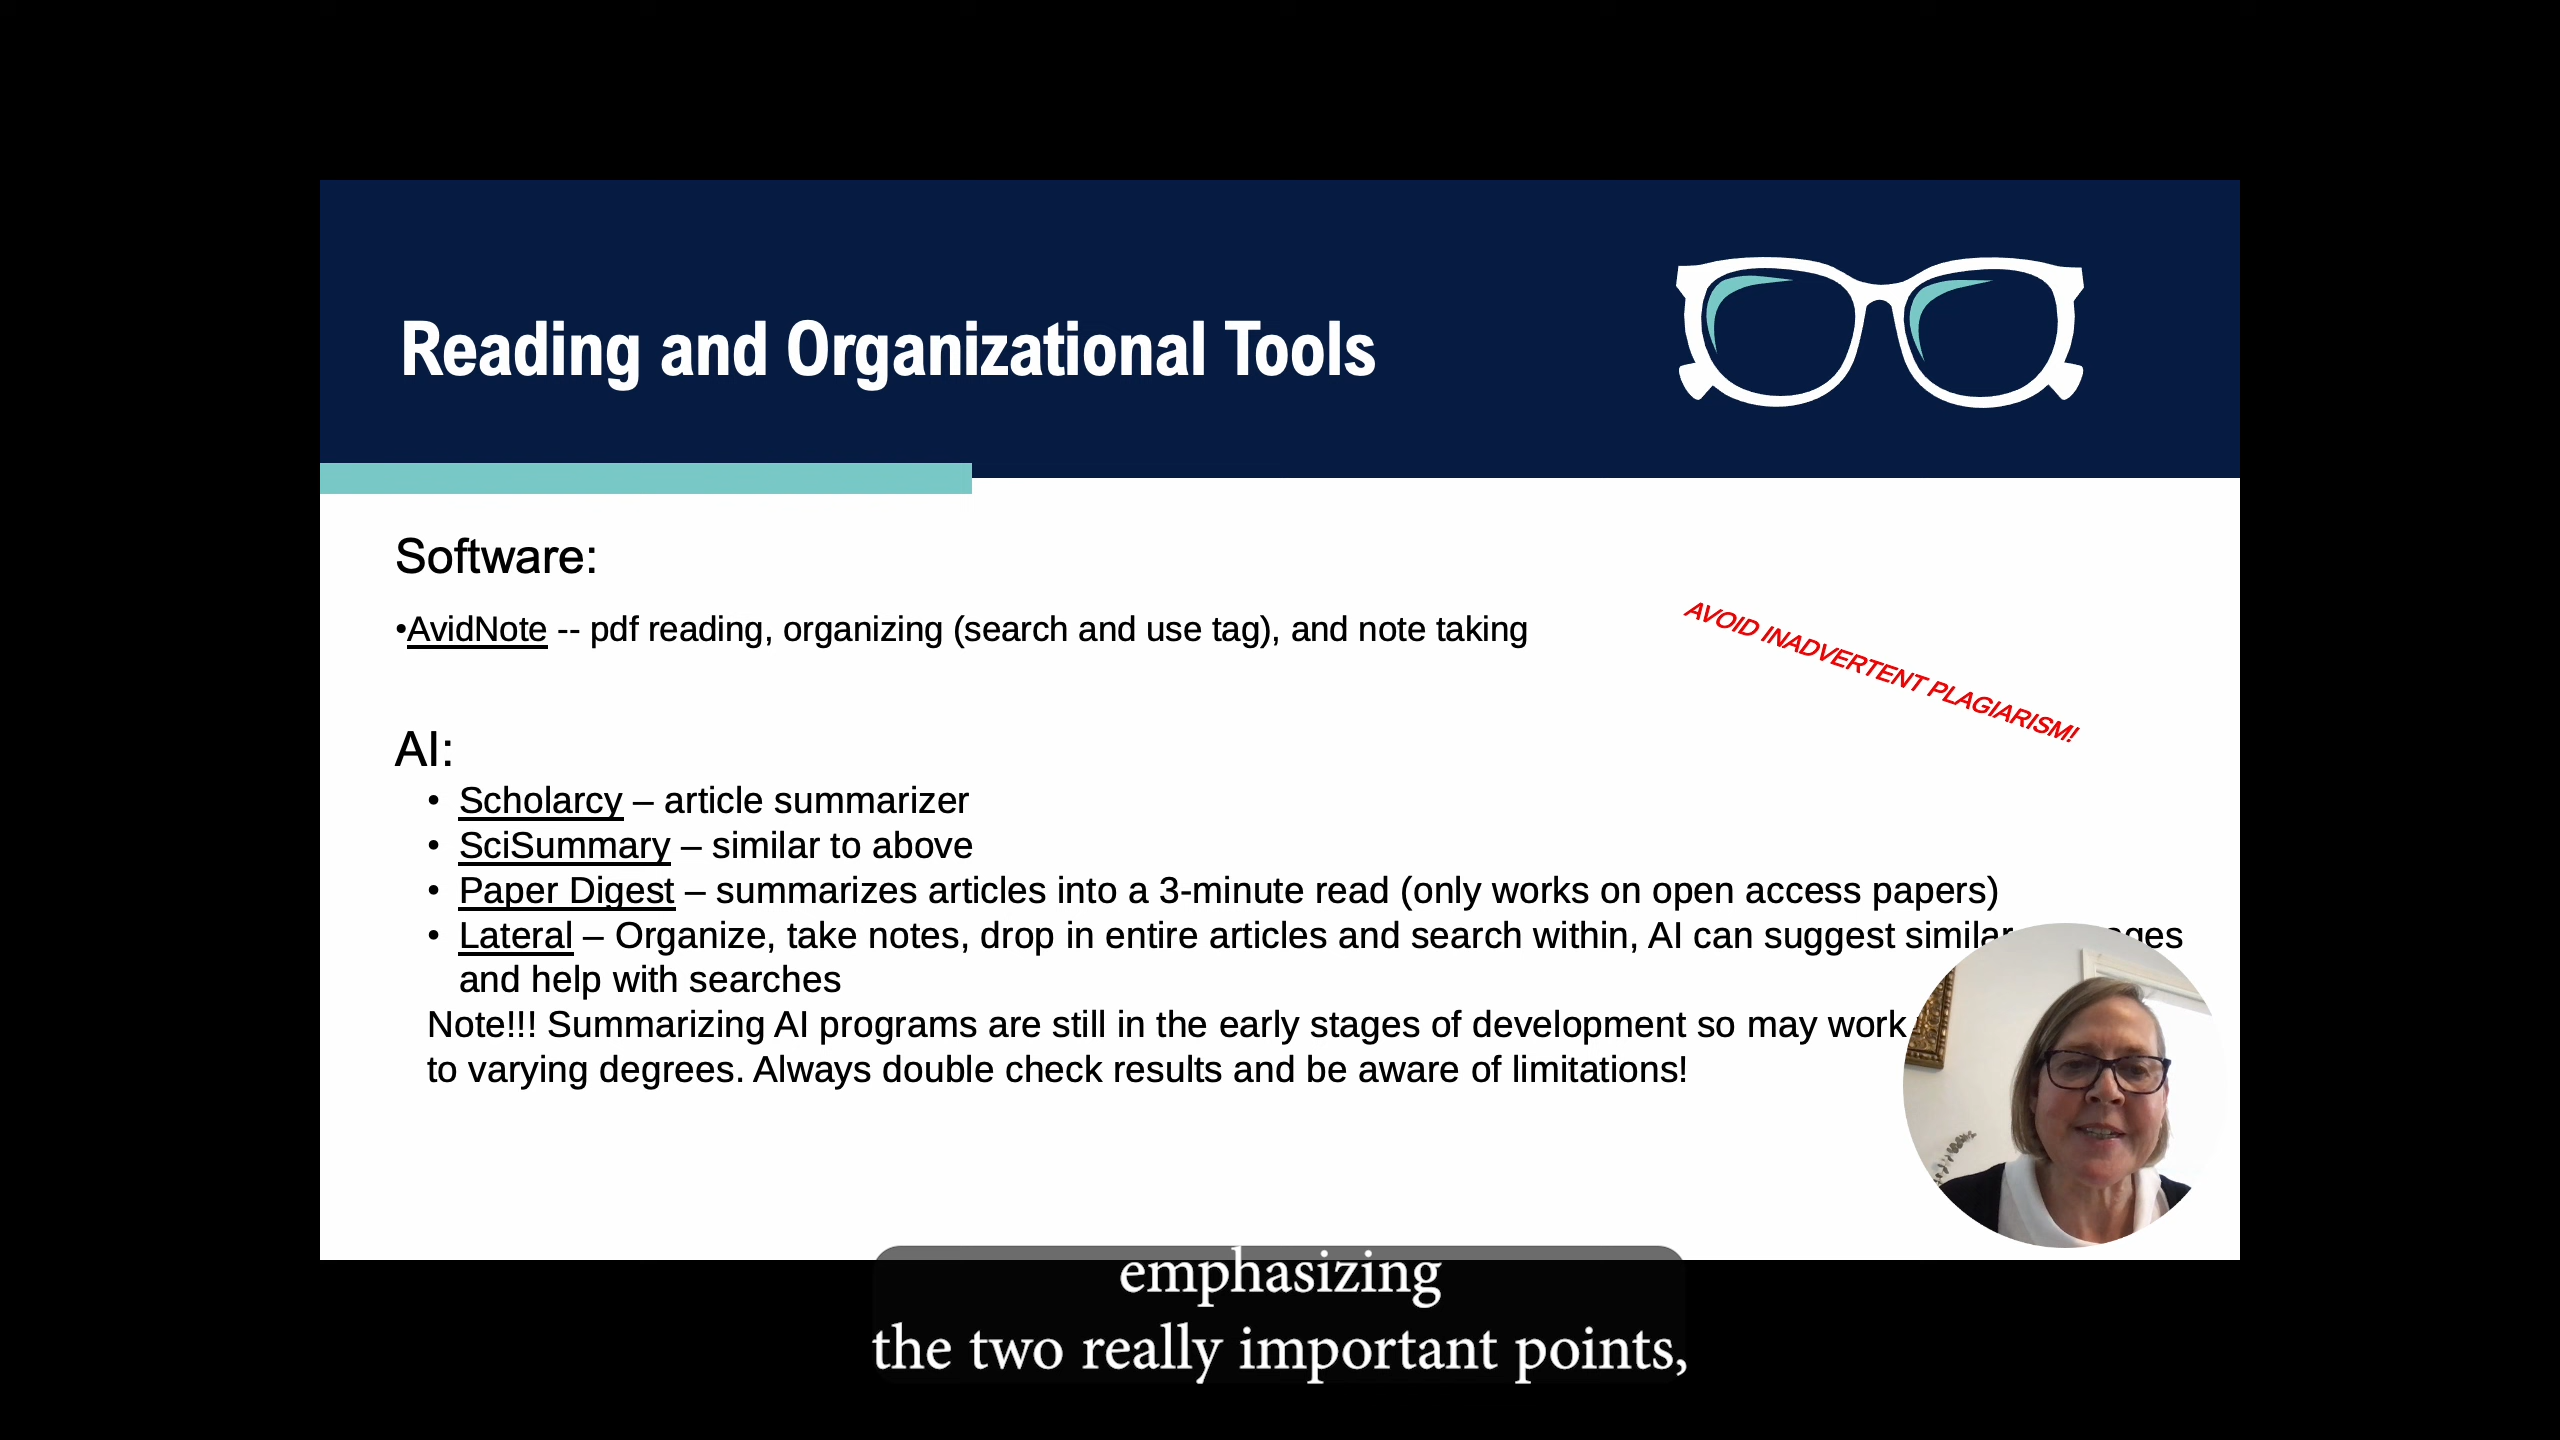 Reading and Organizational Tools
Software:
•AvidNote -- pdf reading, organizing (search and use tag), and note taking
AVOID INADVERTENT PLAGIARISM!
AI:
• Scholarcy – article summarizer
• SciSummary – similar to above
• Paper Digest – summarizes articles into a 3-minute read (only works on open access papers)
• Lateral – Organize, take notes, drop in entire articles and search within, AI can suggest similar
and help with searches
Note!!! Summarizing AI programs are still in the early stages of development so may work
to varying degrees. Always double check results and be aware of limitations!
emphasizing
the two really important points,